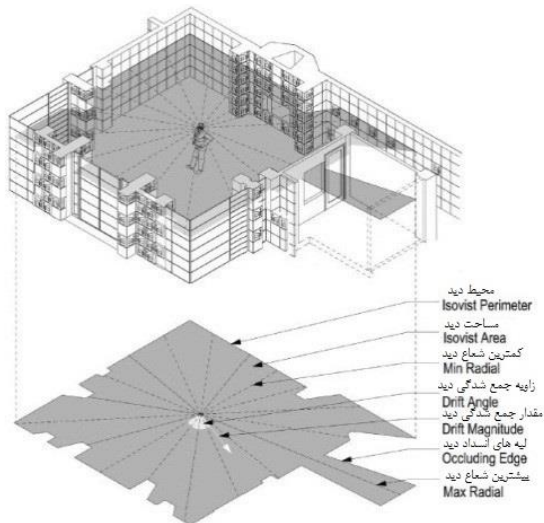 محیط دید
Isovist Perimeter
مساحت دید
Isovist Area
کمترین شعاع دید
Min Radial
زاویه جمع شدگی دید
Drift Angle
مقدار جمع شدگی دید
Drift Magnitude
لبه های انسداد دید
Occluding Edge
بیشترین شعاع دید
Max Radial